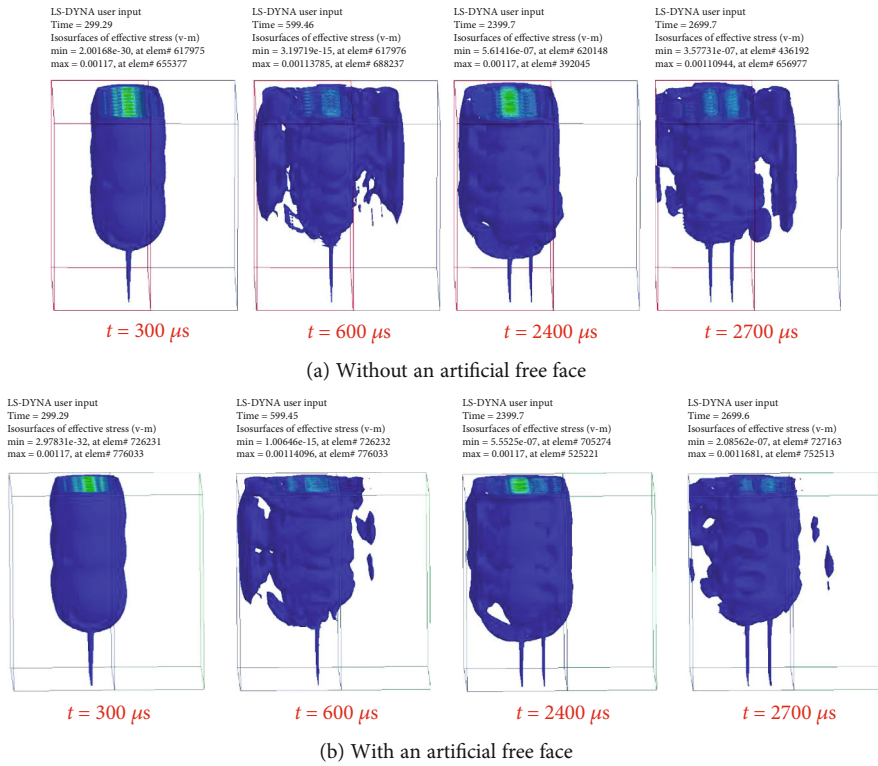 LS-DYNA user input
Time = 299.29
Isosurfaces of effective stress (v-m)
min = 2.00168e-30, at elem# 617975
max = 0.00117, at elem# 655377
LS-DYNA user input
Time = 599.46
Isosurfaces of effective stress (v-m)
min = 3.19719e-15, at elem# 617976
max = 0.00113785, at elem# 688237
LS-DYNA user input
Time = 2399.7
Isosurfaces of effective stress (v-m)
min = 5.61416e-07, at elem# 620148
max = 0.00117, at elem# 392045
LS-DYNA user input
Time = 2699.7
Isosurfaces of effective stress (v-m)
min = 3.57731e-07, at elem# 436192
max = 0.00110944, at elem# 656977
t = 300 μs
t = 600 μs
t = 2400 μs
t = 2700 μs
(a) Without an artificial free face
LS-DYNA user input
Time = 299.29
Isosurfaces of effective stress (v-m)
min = 2.97831e-32, at elem# 726231
max = 0.00117, at elem# 776033
LS-DYNA user input
Time = 599.45
Isosurfaces of effective stress (v-m)
min = 1.00646e-15, at elem# 726232
max = 0.00114096, at elem# 776033
LS-DYNA user input
Time = 2399.7
Isosurfaces of effective stress (v-m)
min = 5.5525e-07, at elem# 705274
max = 0.00117, at elem# 525221
LS-DYNA user input
Time = 2699.6
Isosurfaces of effective stress (v-m)
min = 2.08562e-07, at elem# 727163
max = 0.0011681, at elem# 752513
t = 300 μs
t = 600 μs
t = 2400 μs
t = 2700 μs
(b) With an artificial free face